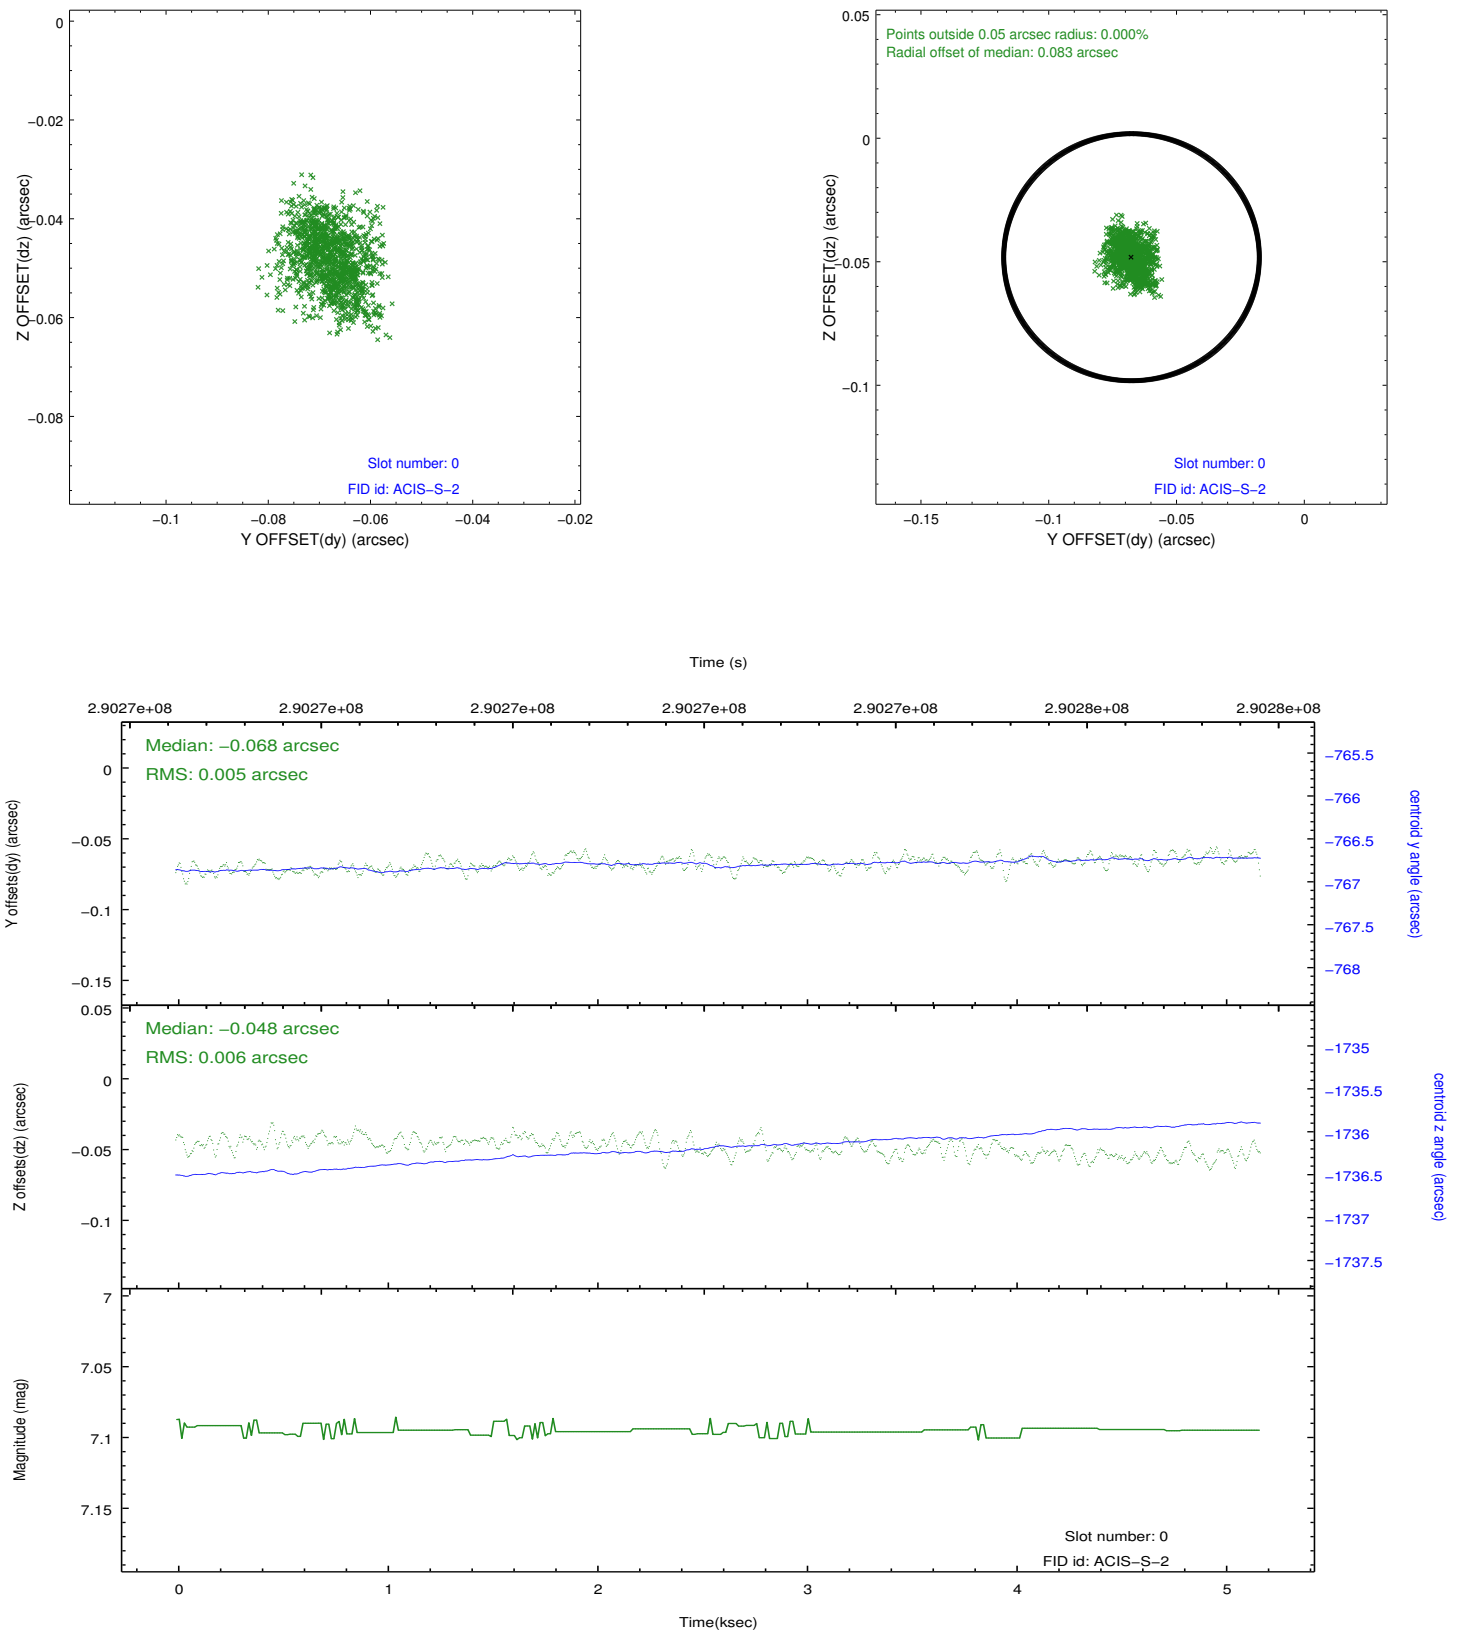 0
−0.02
−0.04
−0.06
−0.08
Z OFFSET(dz) (arcsec)
Slot number: 0
FID id: ACIS−S−2
−0.1 −0.08 −0.06 −0.04 −0.02
Y OFFSET(dy) (arcsec)
0.05
0
−0.05
−0.1
Z OFFSET(dz) (arcsec)
Points outside 0.05 arcsec radius: 0.000%
Radial offset of median: 0.083 arcsec
Slot number: 0
FID id: ACIS−S−2
−0.15 −0.1 −0.05 0
Y OFFSET(dy) (arcsec)
Time (s)
2.9027e+08 2.9027e+08 2.9027e+08 2.9027e+08 2.9027e+08 2.9028e+08 2.9028e+08
Median: −0.068 arcsec
RMS: 0.005 arcsec
0
−0.05
−0.1
−0.15
Y offsets(dy) (arcsec)
−765.5
−766
−766.5
−767
−767.5
−768
centroid y angle (arcsec)
Median: −0.048 arcsec
RMS: 0.006 arcsec
0.05
0
−0.05
−0.1
Z offsets(dz) (arcsec)
−1735
−1735.5
−1736
−1736.5
−1737
−1737.5
centroid z angle (arcsec)
7
7.05
7.1
7.15
Magnitude (mag)
Slot number: 0
FID id: ACIS−S−2
0 1 2 3 4 5
Time(ksec)